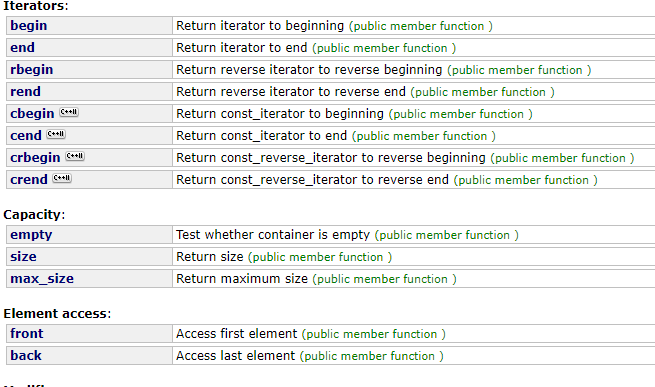 Iterators:
begin Return iterator to beginning (public member function )
end Return iterator to end (public member function )
rbegin Return reverse iterator to reverse beginning (public member function )
rend Return reverse iterator to reverse end (public member function )
cbegin C++11 Return const_iterator to beginning (public member function )
cend C++11 Return const_iterator to end (public member function )
crbegin C++11 Return const_reverse_iterator to reverse beginning (public member function )
crend C++11 Return const_reverse_iterator to reverse end (public member function )
Capacity:
empty Test whether container is empty (public member function )
size Return size (public member function )
max_size Return maximum size (public member function )
Element access:
front Access first element (public member function )
back Access last element (public member function )